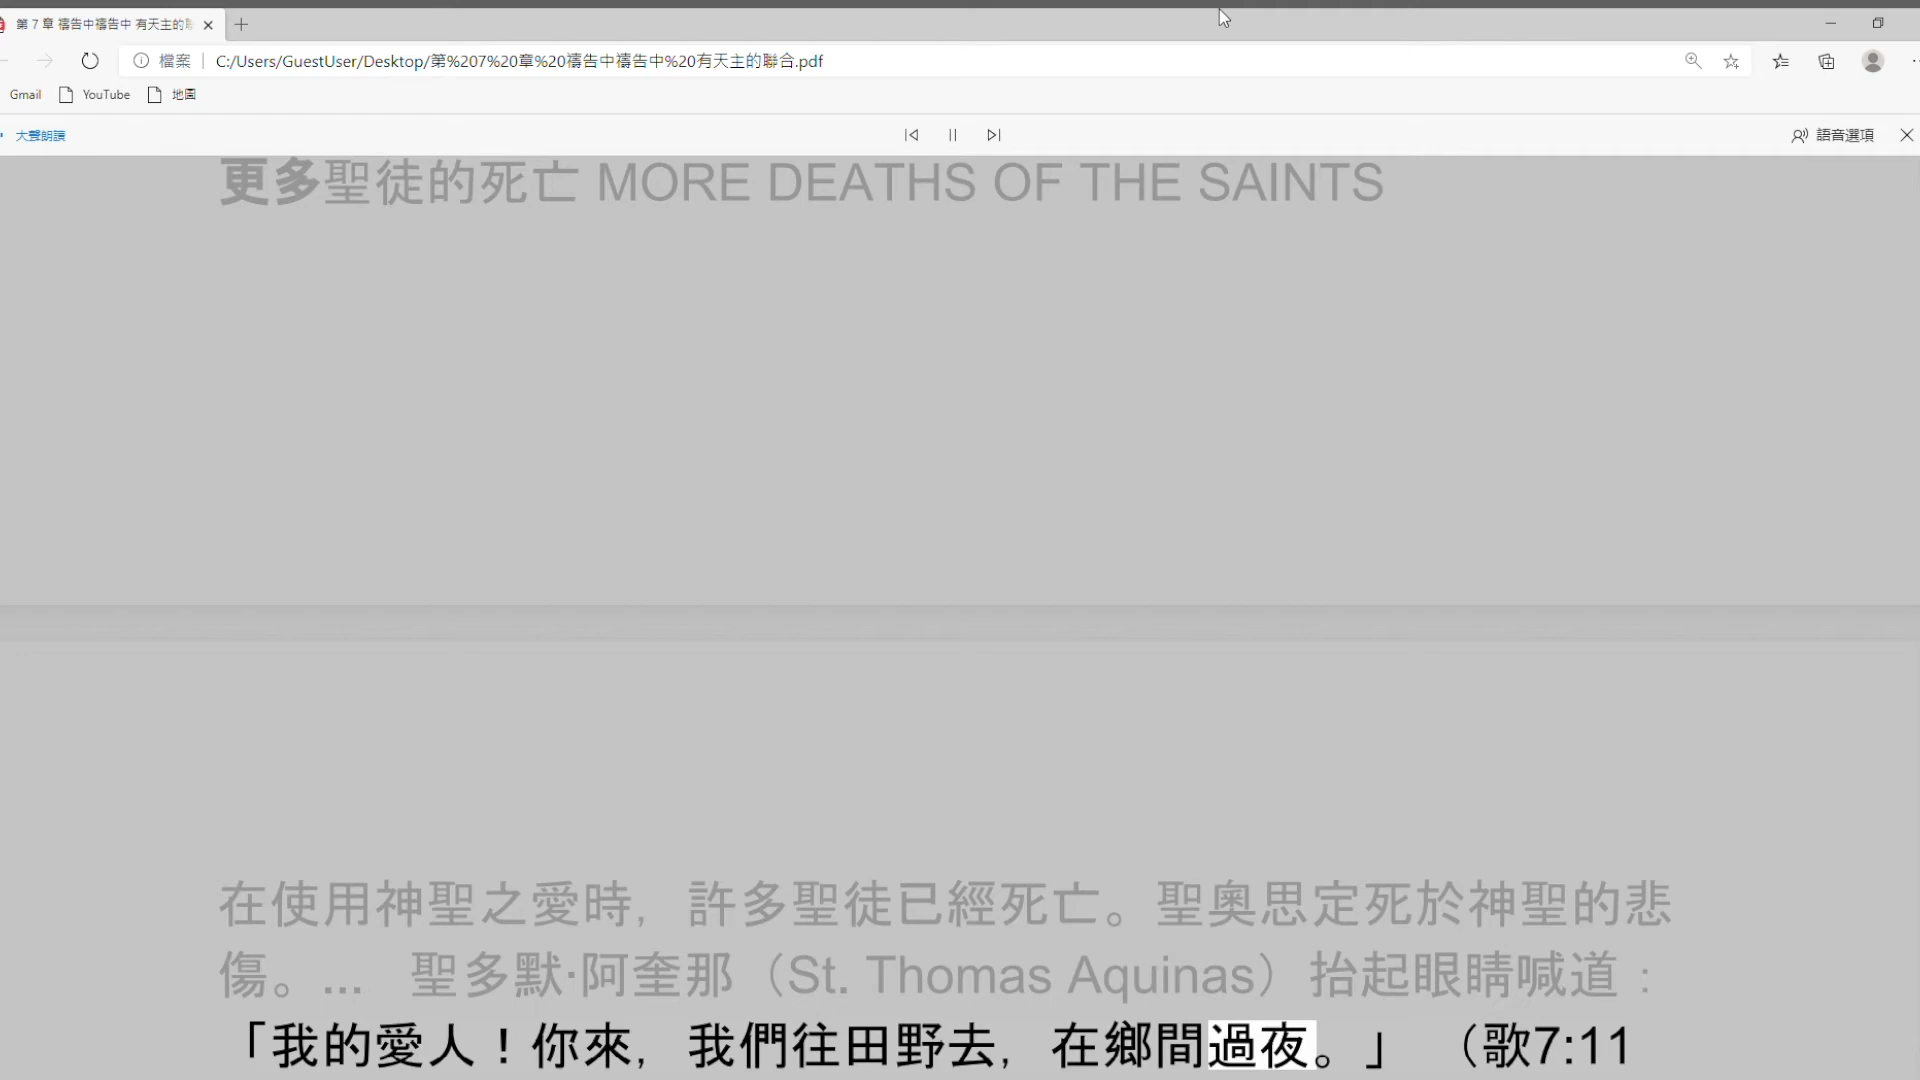 第 7 章 禱告中禱告中 有天主的
檔案 C:/Users/GuestUser/Desktop/第%207%20章%20禱告中禱告中%20有天主的聯合.pdf
Gmail YouTube 地圖
大聲朗讀 語音選項
更多聖徒的死亡 MORE DEATHS OF THE SAINTS
在使用神聖之愛時，許多聖徒已經死亡。聖奧思定死於神聖的悲
傷。... 聖多默·阿奎那（St. Thomas Aquinas）抬起眼睛喊道：
「我的愛人！你來，我們往田野去，在鄉間過夜。」 （歌7:11